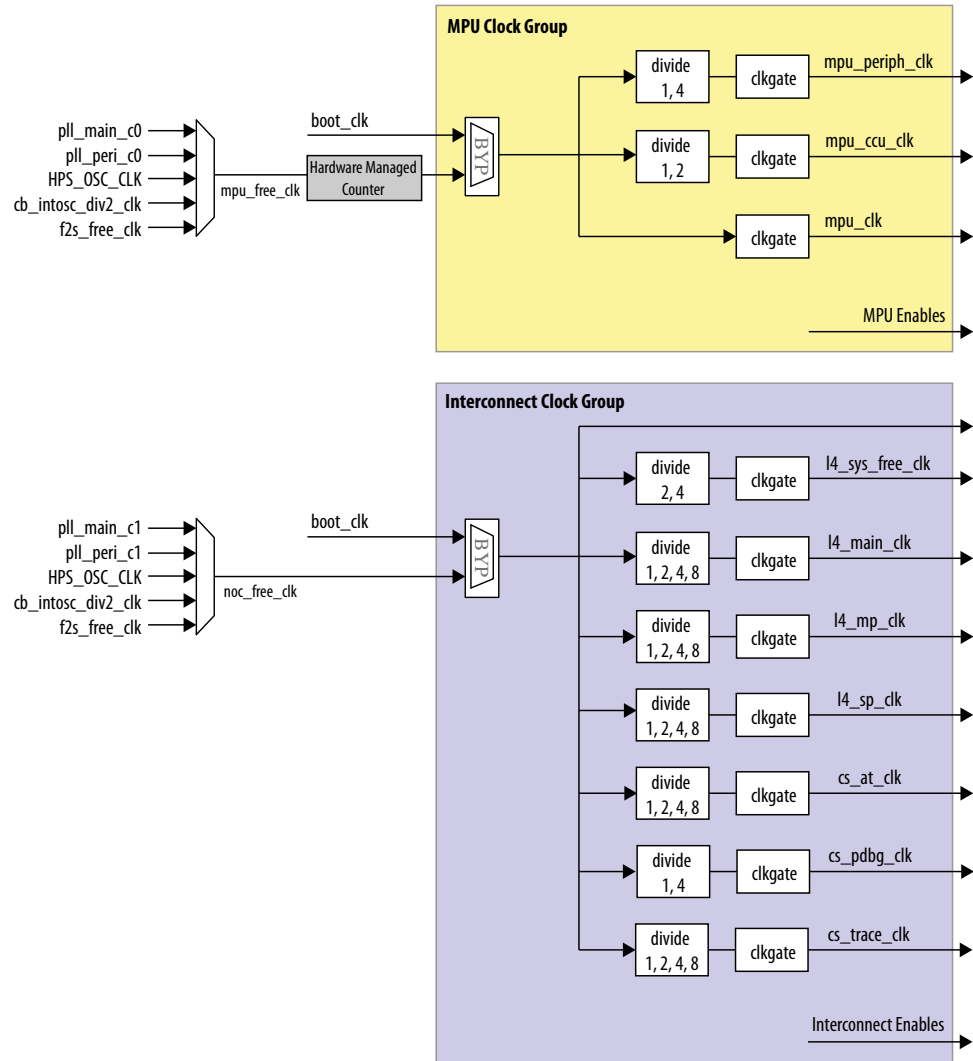 MPU Clock Group
pll_main_c0
pll_peri_c0
HPS_OSC_CLK
cb_intosc_div2_clk
f2s_free_clk
mpu_free_clk
boot_clk
Hardware Managed
Counter
BYP
divide
1, 4
clkgate
mpu_periph_clk
divide
1, 2
clkgate
mpu_ccu_clk
clkgate
mpu_clk
MPU Enables
Interconnect Clock Group
pll_main_c1
pll_peri_c1
HPS_OSC_CLK
cb_intosc_div2_clk
f2s_free_clk
noc_free_clk
boot_clk
BYP
divide
2, 4
clkgate
l4_sys_free_clk
divide
1, 2, 4, 8
clkgate
l4_main_clk
divide
1, 2, 4, 8
clkgate
l4_mp_clk
divide
1, 2, 4, 8
clkgate
l4_sp_clk
divide
1, 2, 4, 8
clkgate
cs_at_clk
divide
1, 4
clkgate
cs_pdbg_clk
divide
1, 2, 4, 8
clkgate
cs_trace_clk
Interconnect Enables